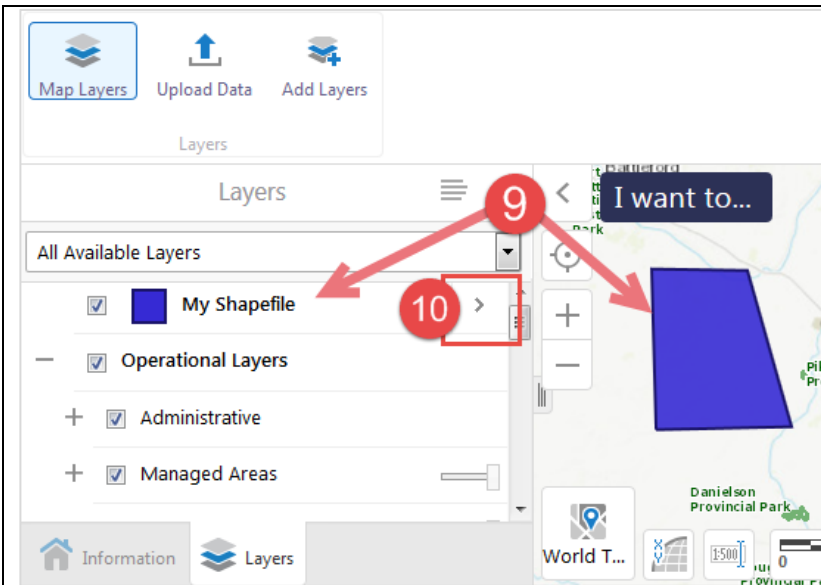 Map Layers
Upload Data
Add Layers
Layers
Layers
I want to...
9
Park
All Available Layers
My Shapefile
10
Operational Layers
Administrative
Managed Areas
Danielson
Provincial Park
Information
Layers
World T...
1:500
0